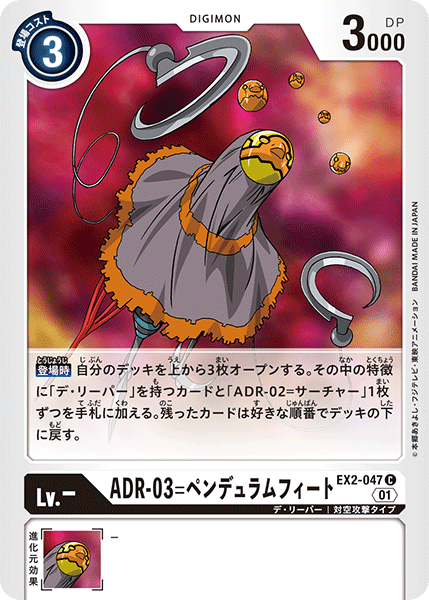 登場コスト
3
DIGIMON
DP
3000
© 本郷あきよし・フジテレビ・東映アニメーション BANDAI MADE IN JAPAN
登場時 自分のデッキを上から3枚オープンする。その中の特徴
に「デ・リーパー」を持つカードと「ADR-02=サーチャー」1枚
ずつを手札に加える。残ったカードは好きな順番でデッキの下
に戻す。
Lv.ー
ADR-03=ペンデュラムフィート
EX2-047 C
01
デ・リーパー | 対空攻撃タイプ
進化元効果
ー